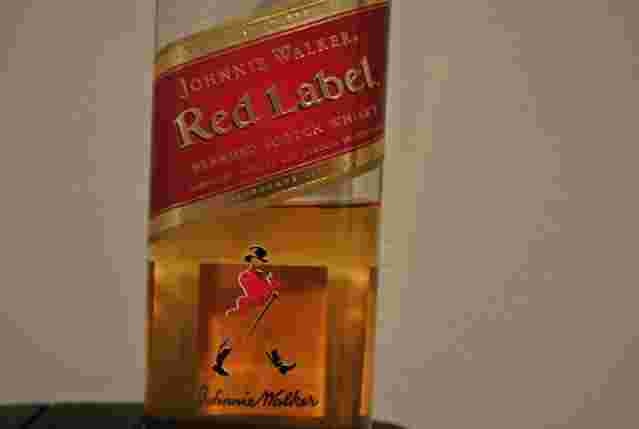 JOHNNIE WALKER.
Red Label
BLENDED SCOTCH WHISKY
Johnnie Walker